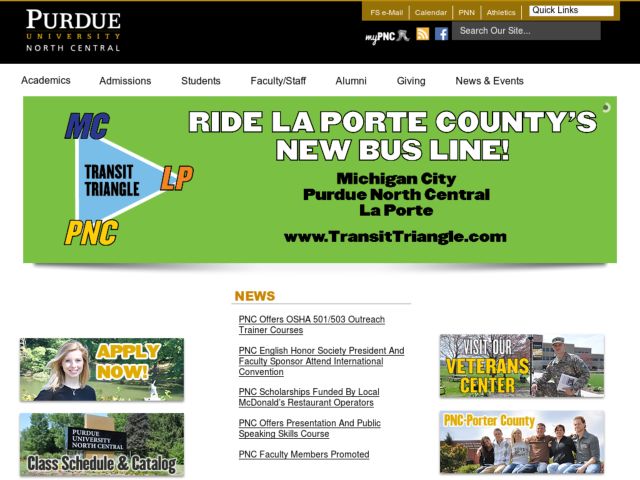 PURDUE
UNIVERSITY
NORTH CENTRAL
FS e-Mail
Calendar
PNN
Athletics
Quick Links
myPNC
Search Our Site...
Academics
Admissions
Students
Faculty/Staff
Alumni
Giving
News & Events
MC
TRANSIT
TRIANGLE
LP
PNC
RIDE LA PORTE COUNTY'S
NEW BUS LINE!
Michigan City
Purdue North Central
La Porte
www.TransitTriangle.com
APPLY
NOW!
PURDUE
UNIVERSITY
NORTH CENTRAL
Class Schedule & Catalog
NEWS
PNC Offers OSHA 501/503 Outreach
Trainer Courses
PNC English Honor Society President And
Faculty Sponsor Attend International
Convention
PNC Scholarships Funded By Local
McDonald's Restaurant Operators
PNC Offers Presentation And Public
Speaking Skills Course
PNC Faculty Members Promoted
VISIT OUR
VETERANS
CENTER
PNC-Porter County